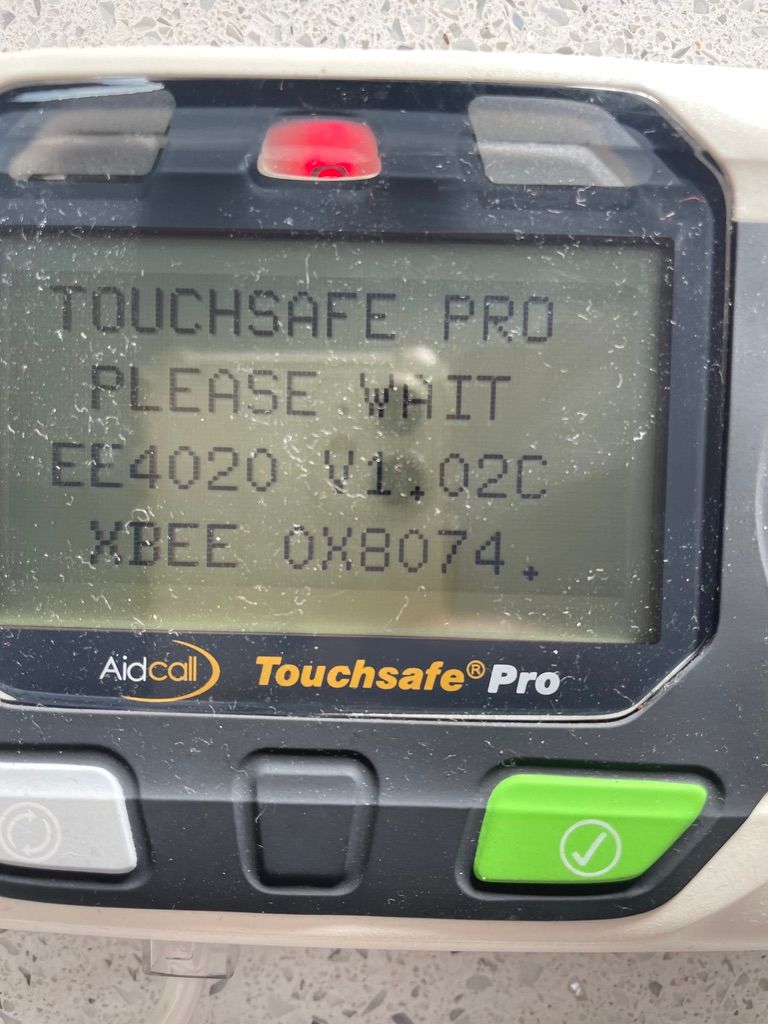 TOUCHSAFE PRO
PLEASE WAIT
EE4020 V1.02C
XBEE 0X8074.
Aidcall Touchsafe® Pro